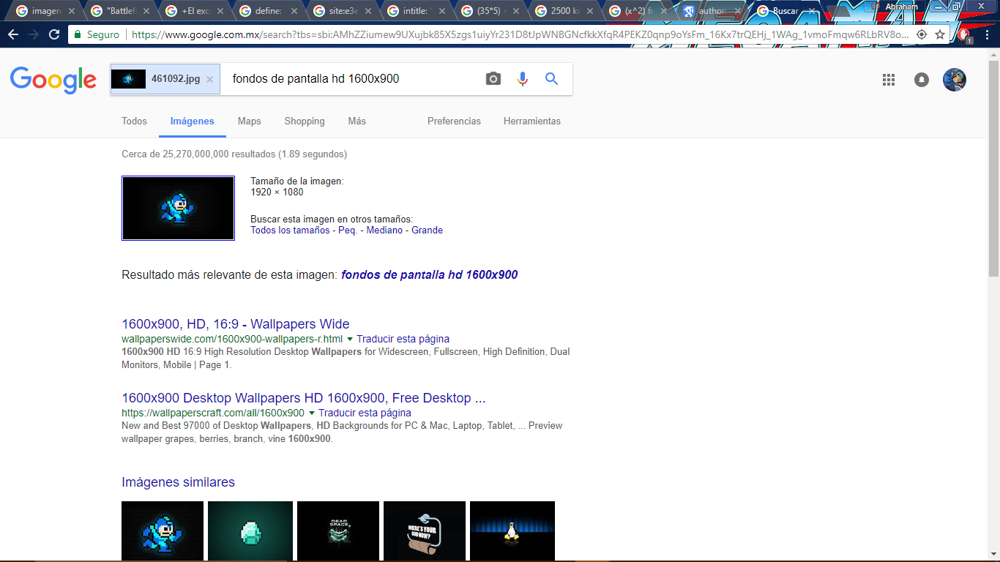 imagen
"Battlef
+El exc
define:
site:e3e
intitle: "
(35*5)
2500 ki
(x^2) fr
author:
Buscar
Abraham
Seguro
https://www.google.com.mx/search?tbs=sbi:AMhZZiumew9UXujbk85X5zgs1uiyYr231D8tJpWNBGNcfkkXfqR4PEKZ0qnp9oYsFm_16Kx7trQEHj_1WAg_1vmoFmqw6RLbRV8o...
1
Google
461092.jpg
fondos de pantalla hd 1600x900
Todos
Imágenes
Maps
Shopping
Más
Preferencias
Herramientas
Cerca de 25,270,000,000 resultados (1.89 segundos)
Tamaño de la imagen:
1920 × 1080
Buscar esta imagen en otros tamaños:
Todos los tamaños - Peq. - Mediano - Grande
Resultado más relevante de esta imagen: fondos de pantalla hd 1600x900
1600x900, HD, 16:9 - Wallpapers Wide
wallpaperswide.com/1600x900-wallpapers-r.html Traducir esta página
1600x900 HD 16:9 High Resolution Desktop Wallpapers for Widescreen, Fullscreen, High Definition, Dual
Monitors, Mobile | Page 1.
1600x900 Desktop Wallpapers HD 1600x900, Free Desktop ...
https://wallpaperscraft.com/all/1600x900 Traducir esta página
New and Best 97000 of Desktop Wallpapers, HD Backgrounds for PC & Mac, Laptop, Tablet, ... Preview
wallpaper grapes, berries, branch, vine 1600x900.
Imágenes similares
DEAD SPACE
WHERE'S YOUR
GOD NOW?